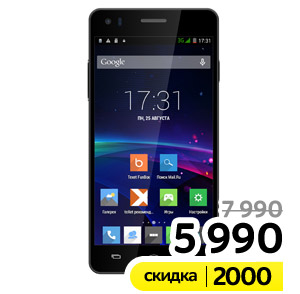 3G 17:31
Google
17:31
ПН, 25 АВГУСТА
Поиск Mail.Ru
Галерея
Игры
Настройки
7 990
5,990
скидка 2000